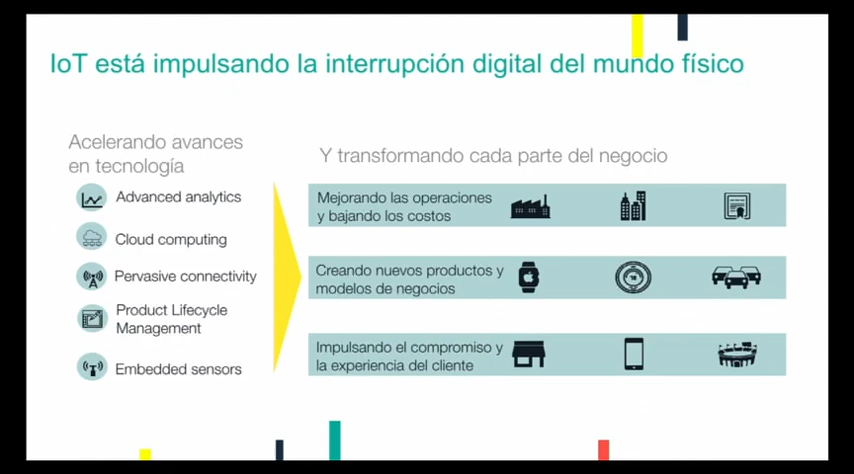 IoT está impulsando la interrupción digital del mundo físico
Acelerando avances
en tecnología
Advanced analytics
Cloud computing
Pervasive connectivity
Product Lifecycle
Management
Embedded sensors
Y transformando cada parte del negocio
Mejorando las operaciones
y bajando los costos
Creando nuevos productos y
modelos de negocios
Impulsando el compromiso y
la experiencia del cliente